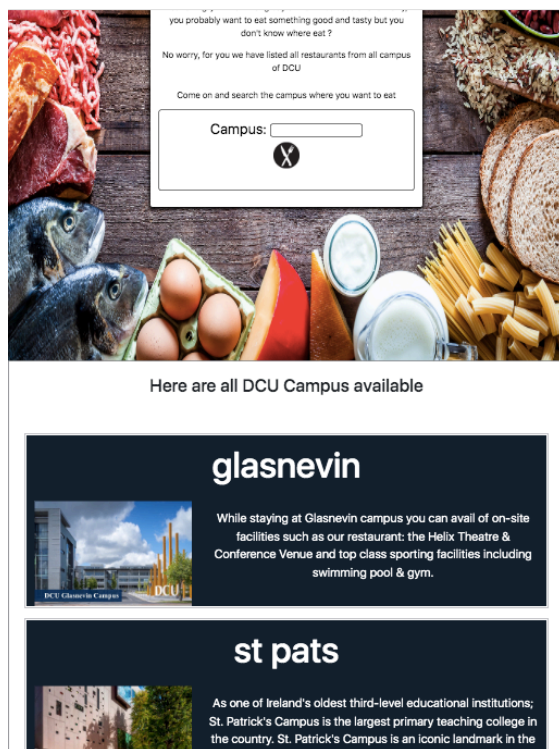 you probably want to eat something good and tasty but you
don't know where eat ?
No worry, for you we have listed all restaurants from all campus
of DCU
Come on and search the campus where you want to eat
Campus:
Here are all DCU Campus available
glasnevin
While staying at Glasnevin campus you can avail of on-site
facilities such as our restaurant: the Helix Theatre &
Conference Venue and top class sporting facilities including
swimming pool & gym.
DCU
DCU Glasnevin Campus
st pats
As one of Ireland's oldest third-level educational institutions;
St. Patrick's Campus is the largest primary teaching college in
the country. St. Patrick's Campus is an iconic landmark in the